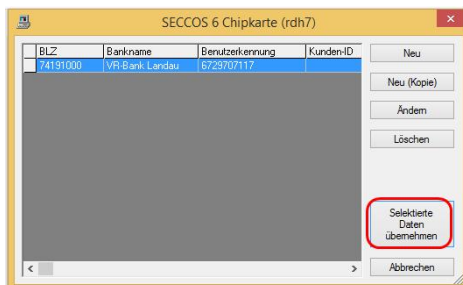 SECCOS 6 Chipkarte (rdh7)
BLZ Bankname Benutzerkennung Kunden-ID
74191000 VR-Bank Landau 6729707117
Neu
Neu (Kopie)
Ändern
Löschen
Selektierte
Daten
übernehmen
Abbrechen